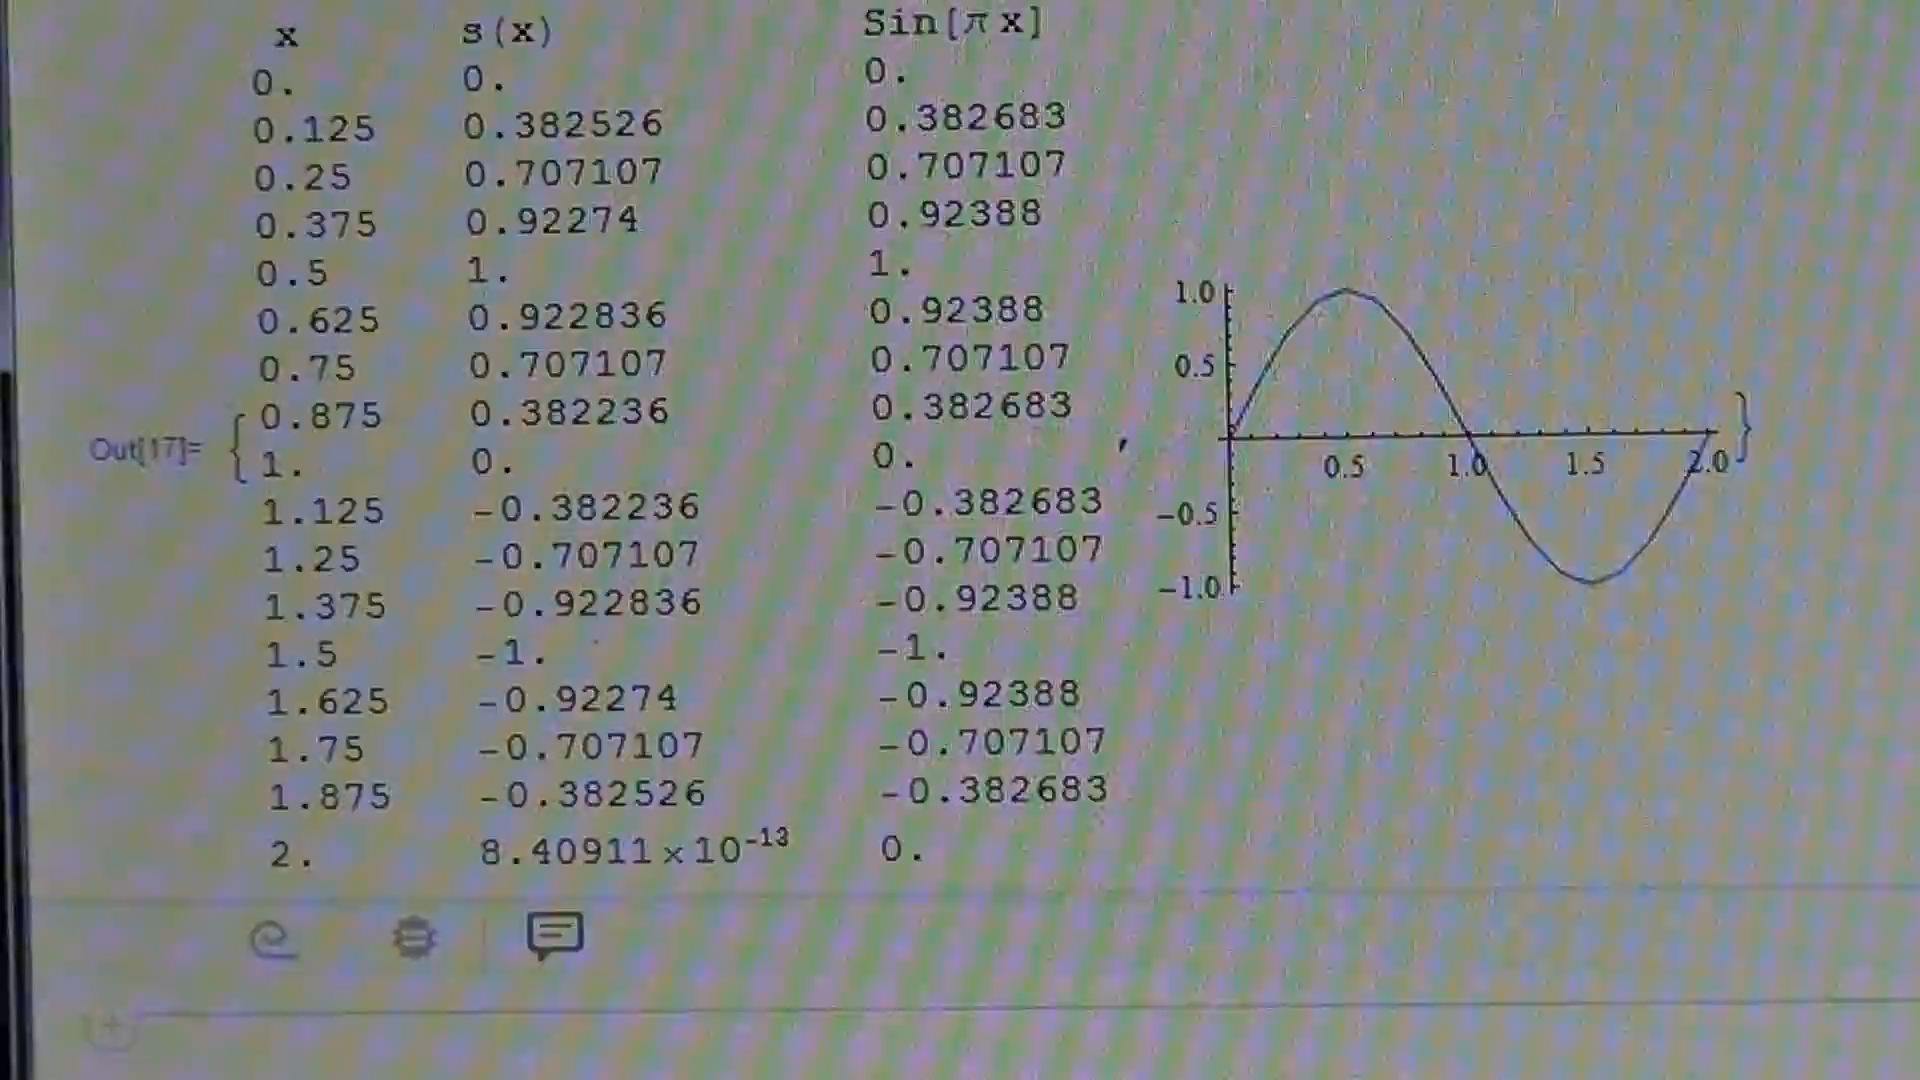 x s(x) Sin[π x]
0. 0. 0.
0.125 0.382526 0.382683
0.25 0.707107 0.707107
0.375 0.92274 0.92388
0.5 1. 1.
0.625 0.922836 0.92388
0.75 0.707107 0.707107
0.875 0.382236 0.382683
Out[17]= { 1. 0. 0. ,
1.125 -0.382236 -0.382683
1.25 -0.707107 -0.707107
1.375 -0.922836 -0.92388
1.5 -1. -1.
1.625 -0.92274 -0.92388
1.75 -0.707107 -0.707107
1.875 -0.382526 -0.382683
2. 8.40911×10⁻¹³ 0.
1.0
0.5
0.5 1.0 1.5 2.0 }
-0.5
-1.0